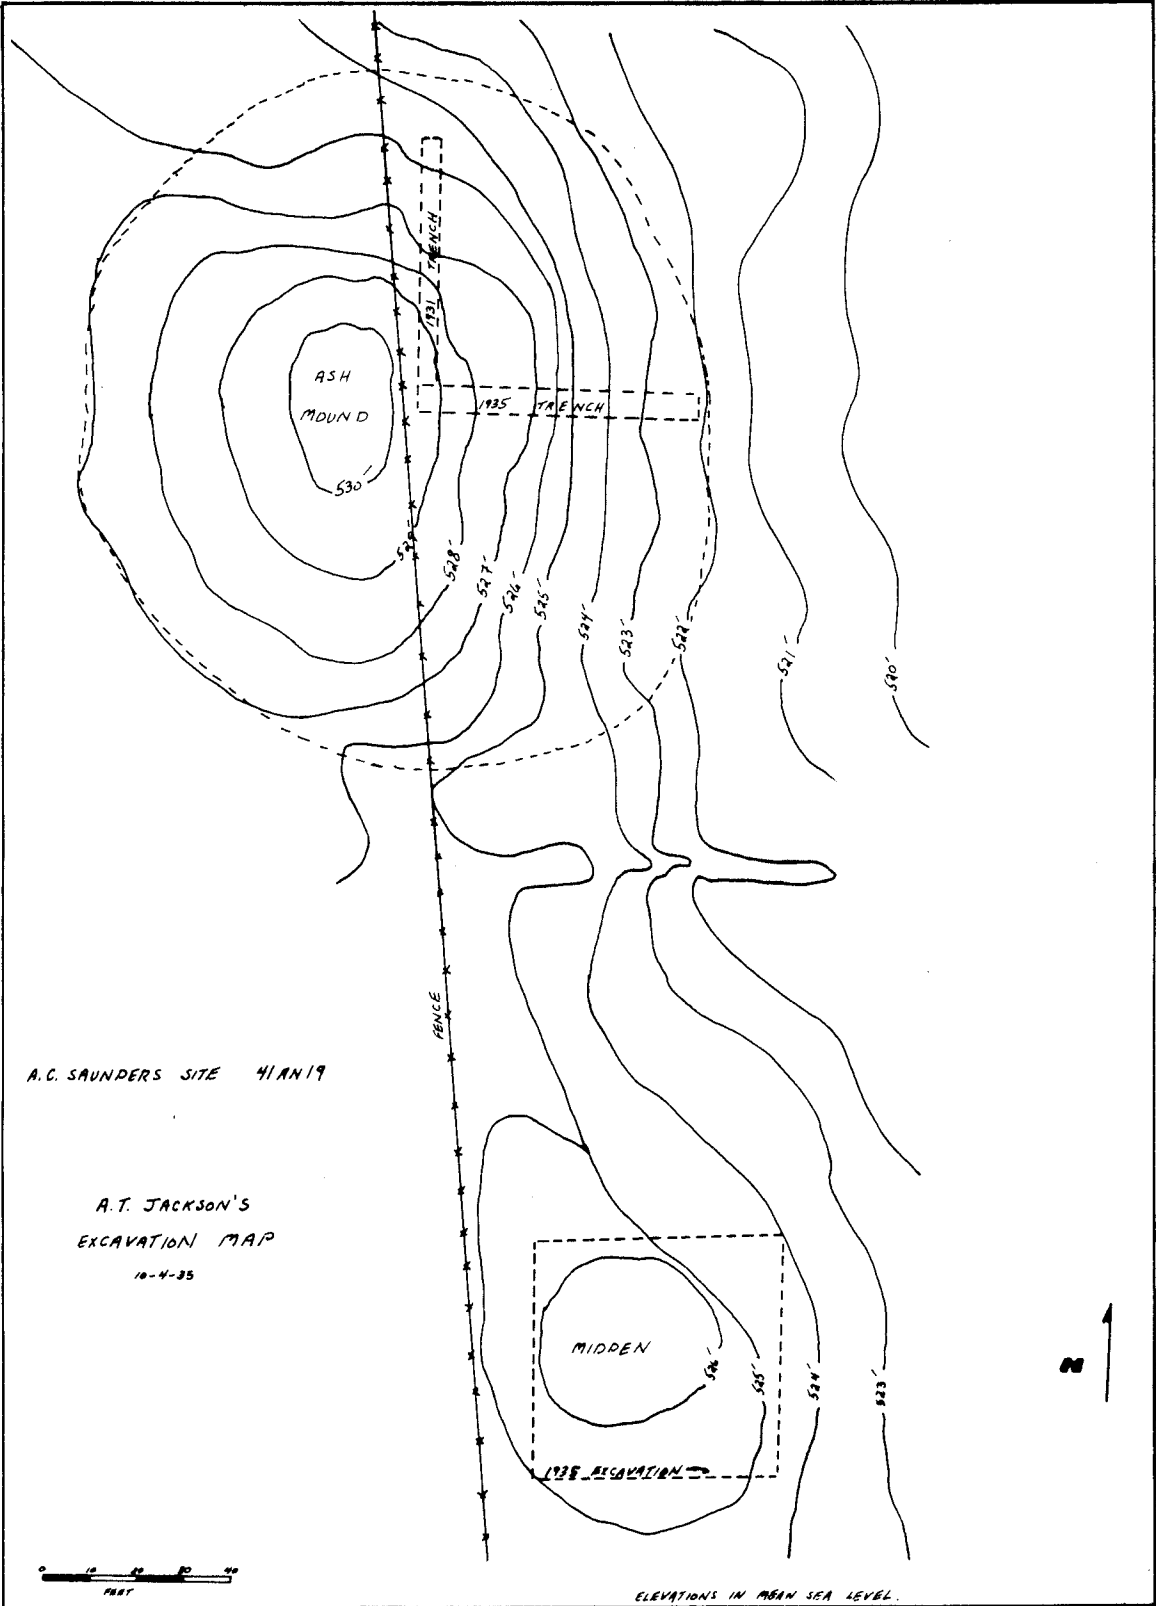 1931 TRENCH
ASH
MOUND
1935 TRENCH
530'
529'
528'
527'
526'
525'
524'
523'
522'
521'
520'
FENCE
A.C. SAUNDERS SITE 41AN19
A.T. JACKSON'S
EXCAVATION MAP
10-4-35
MIDDEN
526'
525'
524'
523'
1935 EXCAVATION
N
0 10 20 30 40
FEET
ELEVATIONS IN MEAN SEA LEVEL.